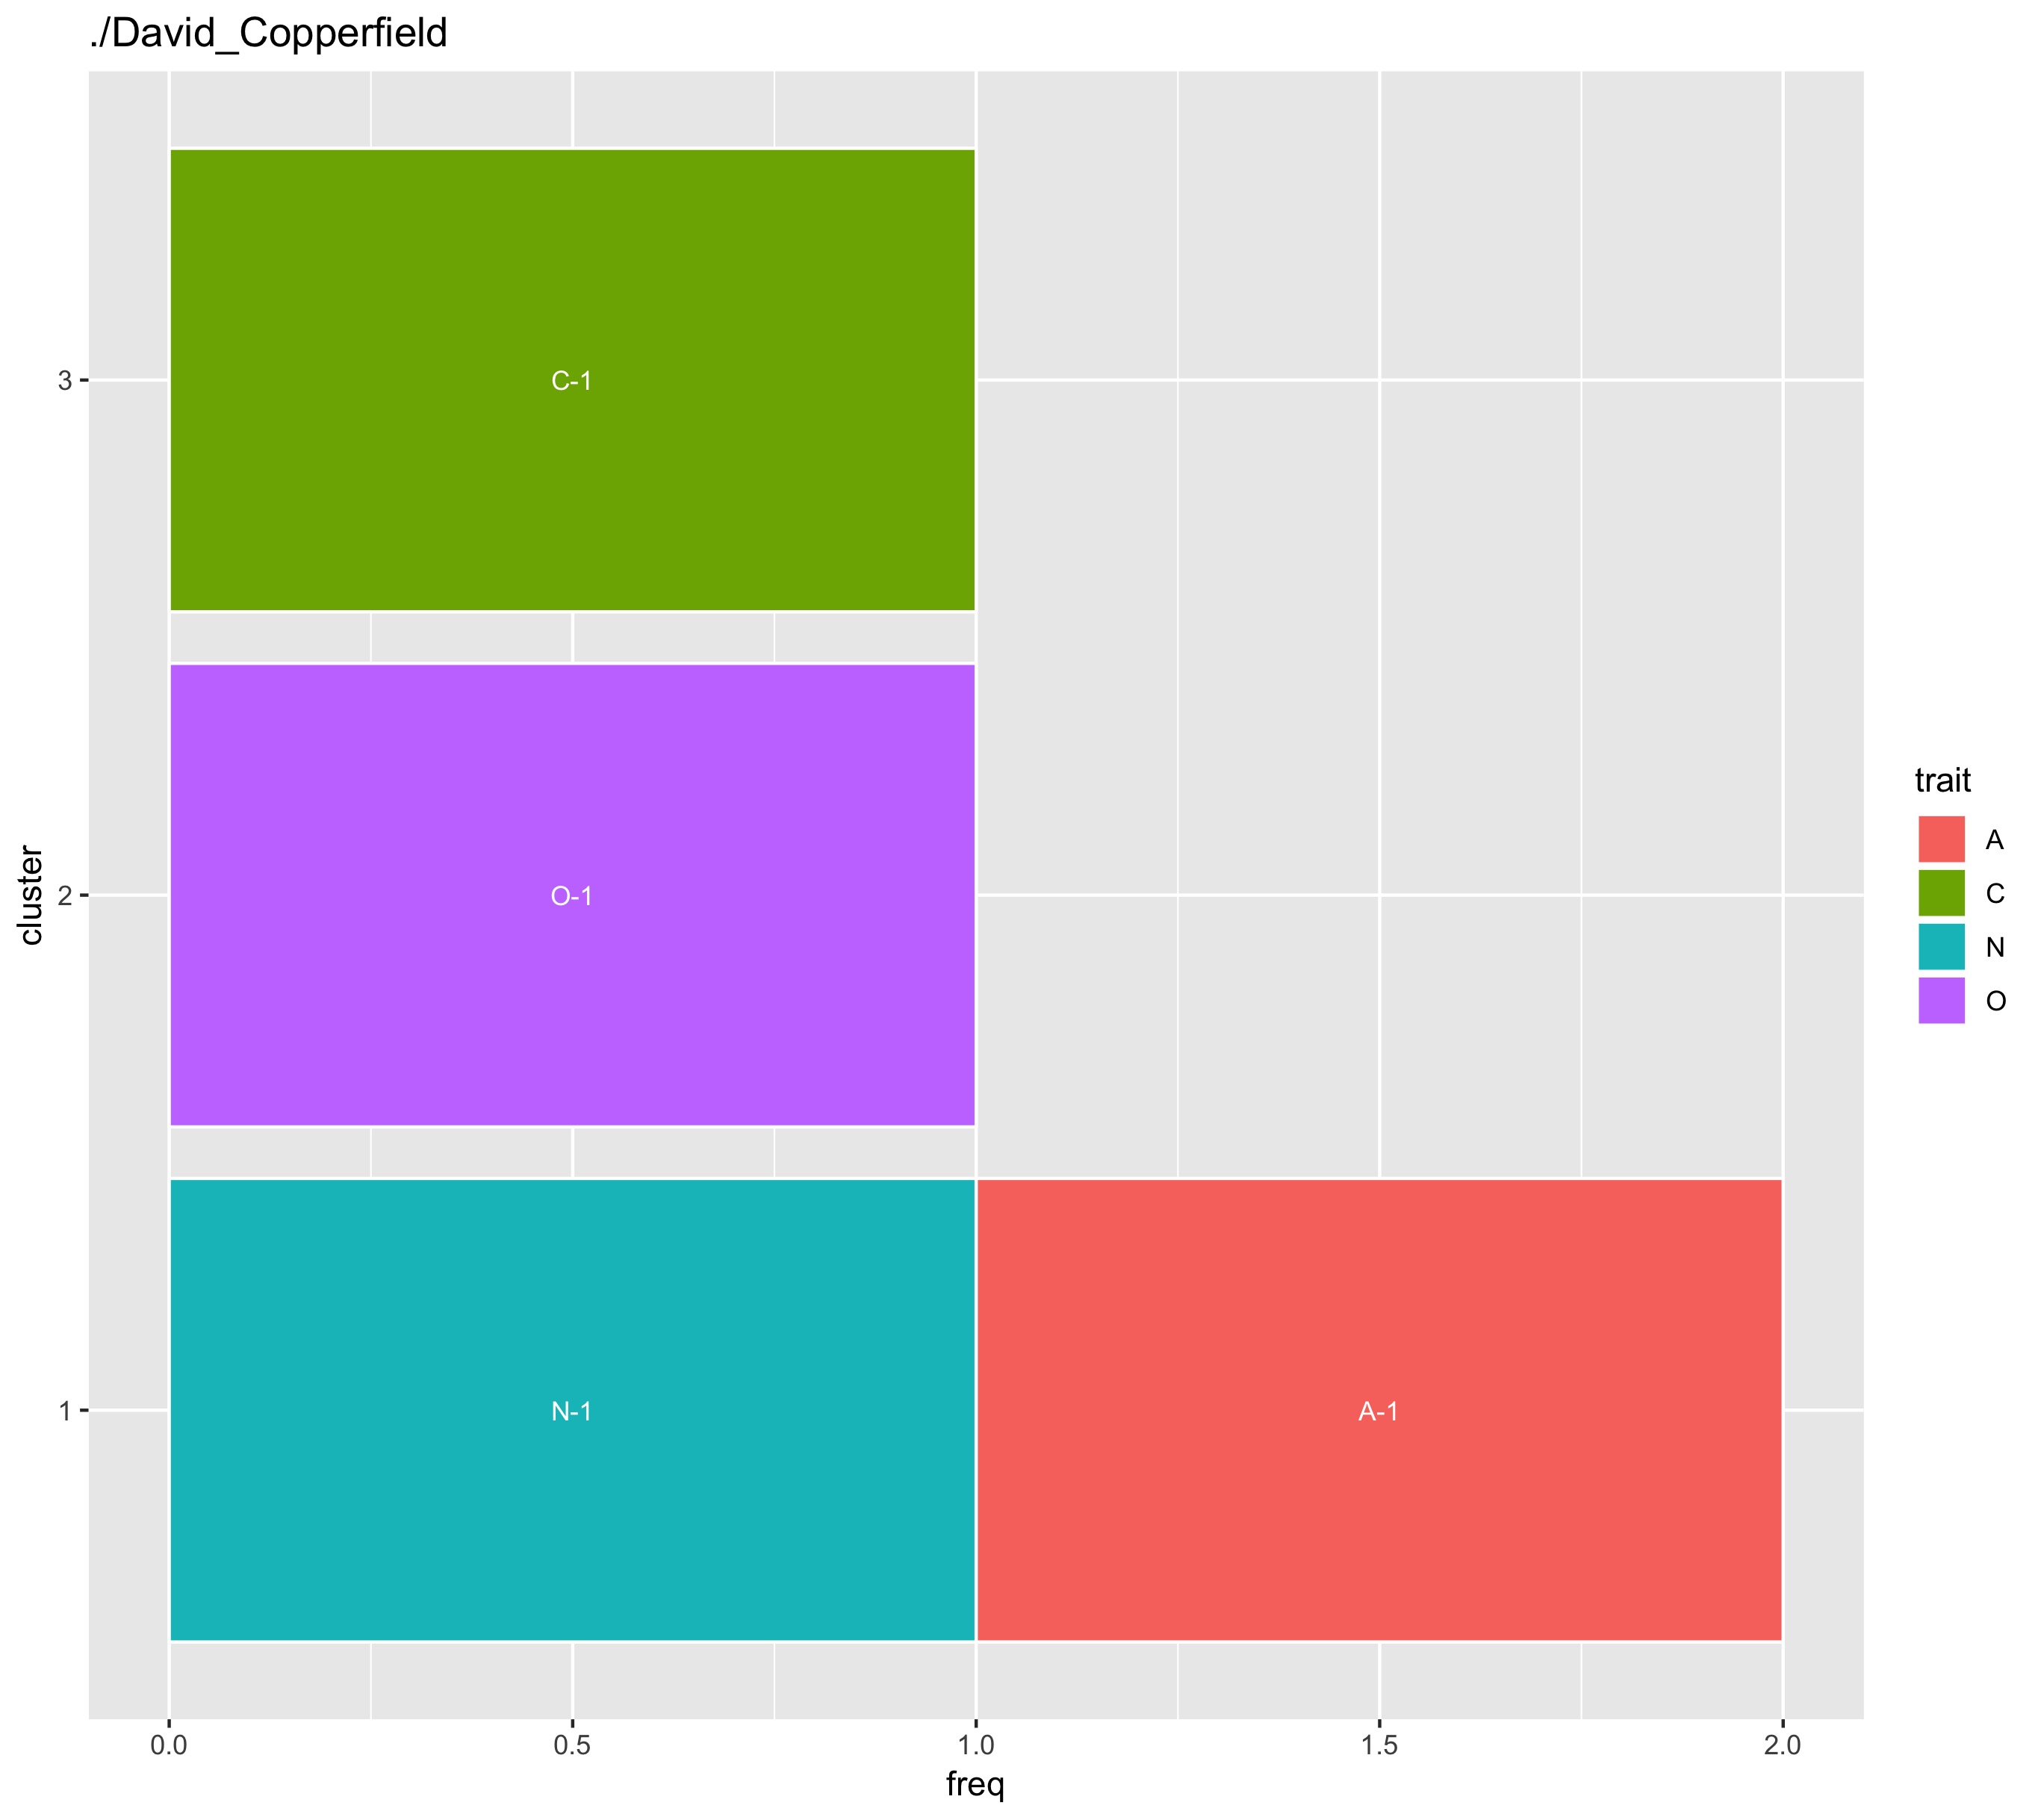 ./David_Copperfield
3
C-1
2
O-1
1
N-1 A-1
0.0 0.5 1.0 1.5 2.0
freq
cluster
trait
A
C
N
O